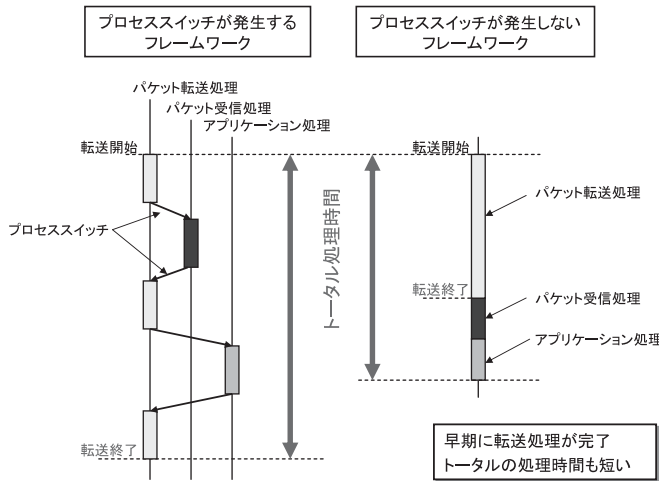 プロセススイッチが発生する
フレームワーク
プロセススイッチが発生しない
フレームワーク
パケット転送処理
パケット受信処理
アプリケーション処理
転送開始
プロセススイッチ
転送終了
トータル処理時間
転送開始
パケット転送処理
転送終了
パケット受信処理
アプリケーション処理
早期に転送処理が完了
トータルの処理時間も短い